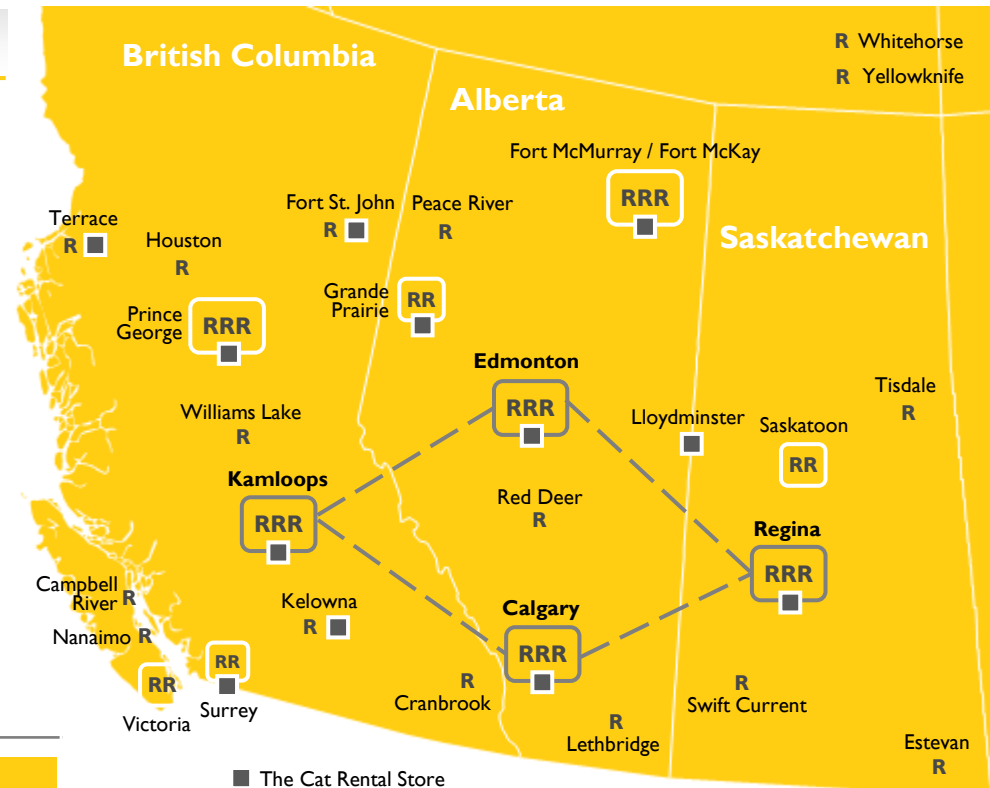 British Columbia
R Whitehorse
R Yellowknife
Alberta
Fort McMurray / Fort McKay
RRR
Fort St. John
R
Peace River
R
Terrace
R
Houston
R
Saskatchewan
Grande
Prairie
RR
Prince
George
RRR
Edmonton
RRR
Tisdale
R
Williams Lake
R
Lloydminster
Saskatoon
RR
Kamloops
RRR
Red Deer
R
Regina
RRR
Campbell
River R
Kelowna
R
Calgary
RRR
Nanaimo R
RR
Surrey
RR
Victoria
R
Cranbrook
R
Swift Current
R
Lethbridge
Estevan
R
The Cat Rental Store